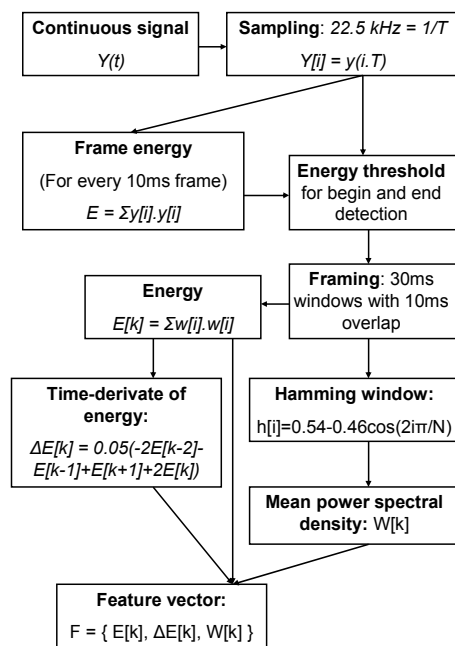 Continuous signal
Y(t)
Sampling: 22.5 kHz = 1/T
Y[i] = y(i.T)
Frame energy
(For every 10ms frame)
E = Σy[i].y[i]
Energy threshold
for begin and end
detection
Framing: 30ms
windows with 10ms
overlap
Energy
E[k] = Σw[i].w[i]
Time-derivate of
energy:
ΔE[k] = 0.05(-2E[k-2]-
E[k-1]+E[k+1]+2E[k])
Hamming window:
h[i]=0.54-0.46cos(2iπ/N)
Mean power spectral
density: W[k]
Feature vector:
F = { E[k], ΔE[k], W[k] }